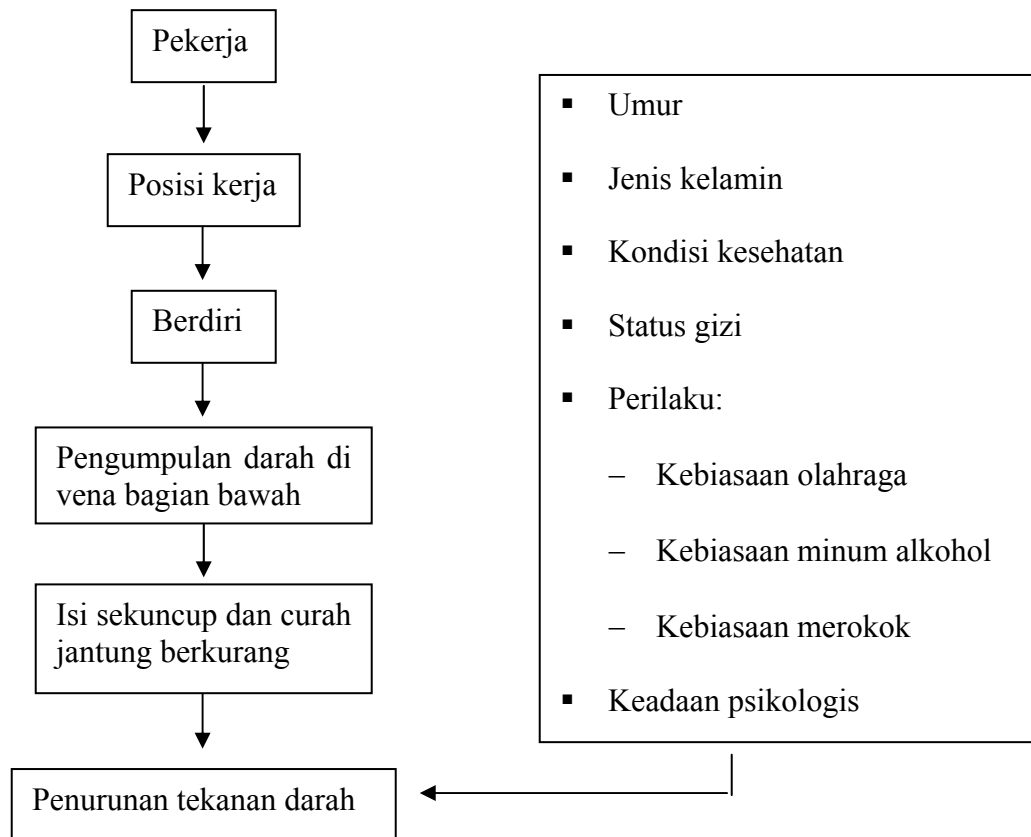 Pekerja
Posisi kerja
Berdiri
Pengumpulan darah di
vena bagian bawah
Isi sekuncup dan curah
jantung berkurang
Penurunan tekanan darah
▪ Umur
▪ Jenis kelamin
▪ Kondisi kesehatan
▪ Status gizi
▪ Perilaku:
– Kebiasaan olahraga
– Kebiasaan minum alkohol
– Kebiasaan merokok
▪ Keadaan psikologis